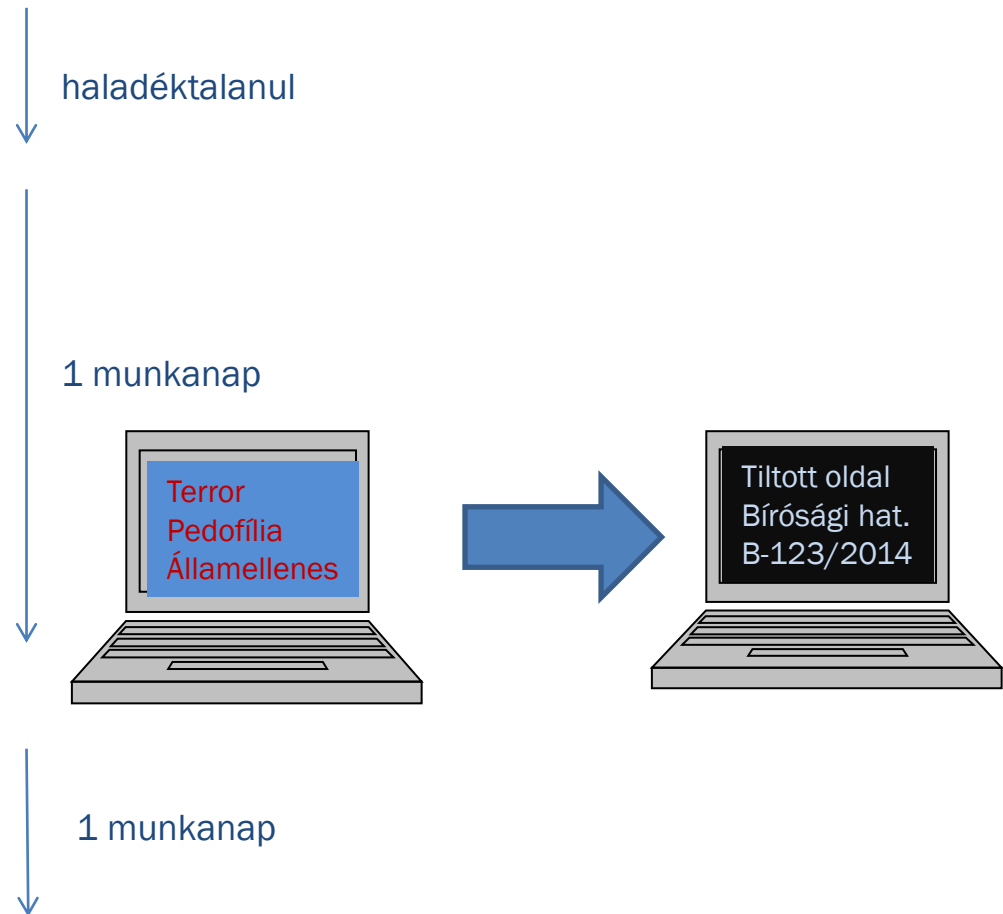 haladéktalanul
1 munkanap
Terror
Pedofília
Államellenes
Tiltott oldal
Bírósági hat.
B-123/2014
1 munkanap